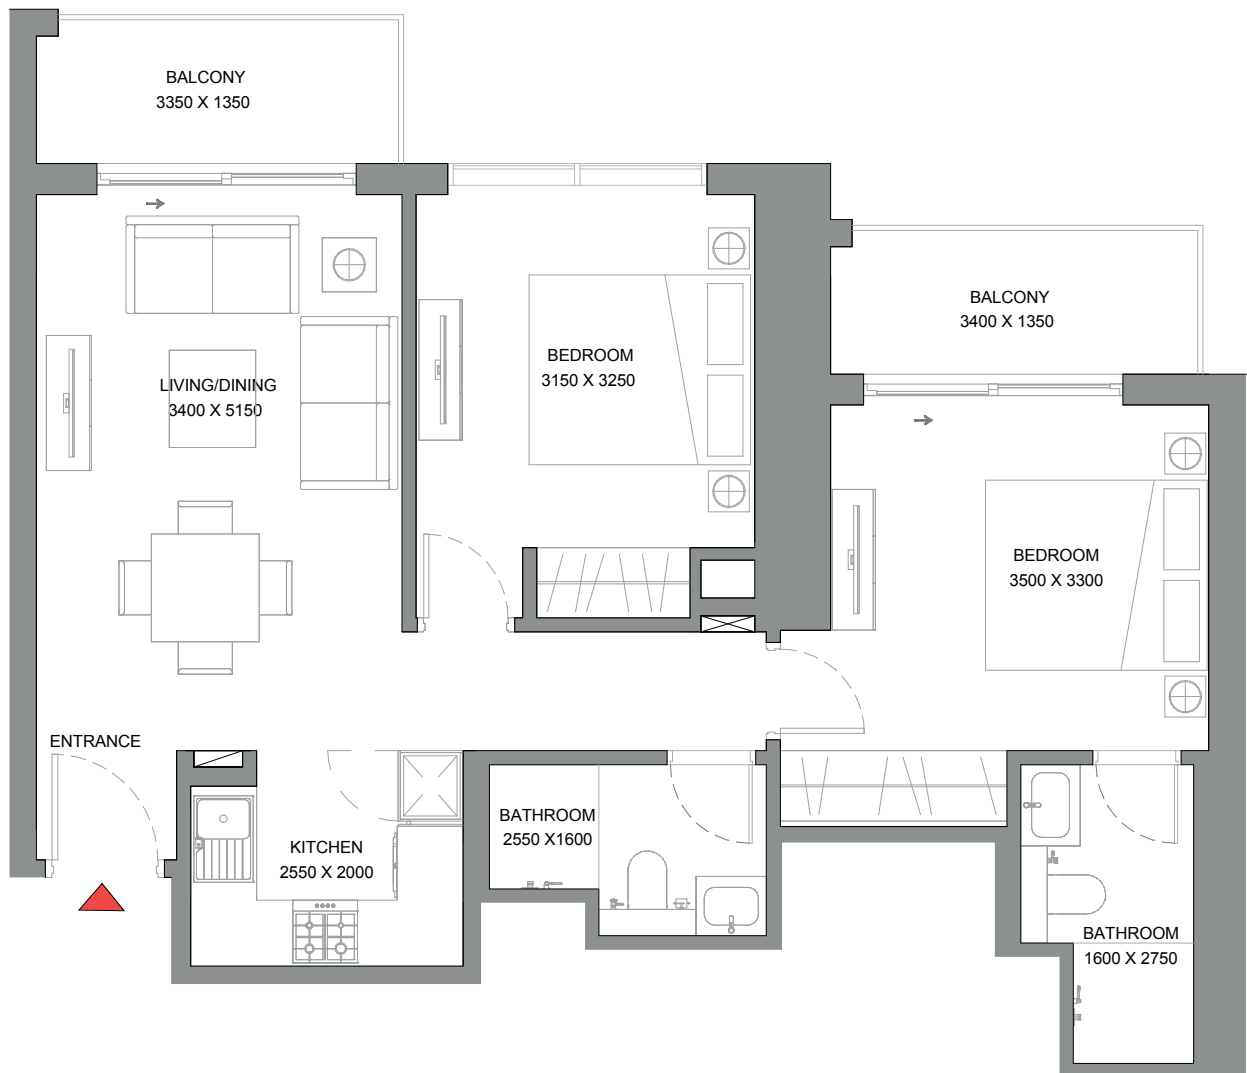 BALCONY
3350 X 1350
BALCONY
3400 X 1350
BEDROOM
3150 X 3250
LIVING/DINING
3400 X 5150
BEDROOM
3500 X 3300
ENTRANCE
BATHROOM
2550 X1600
KITCHEN
2550 X 2000
BATHROOM
1600 X 2750